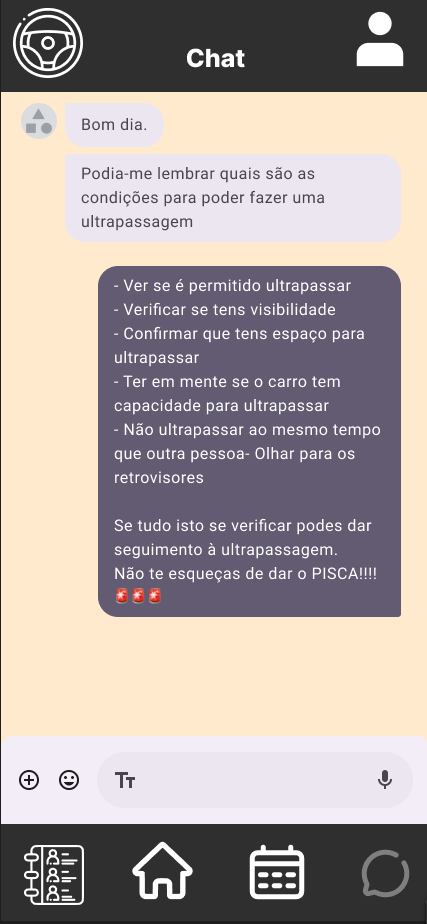 Chat
Bom dia.
Podia-me lembrar quais são as
condições para poder fazer uma
ultrapassagem
- Ver se é permitido ultrapassar
- Verificar se tens visibilidade
- Confirmar que tens espaço para
ultrapassar
- Ter em mente se o carro tem
capacidade para ultrapassar
- Não ultrapassar ao mesmo tempo
que outra pessoa- Olhar para os
retrovisores
Se tudo isto se verificar podes dar
seguimento à ultrapassagem.
Não te esqueças de dar o PISCA!!!!
🚨🚨🚨
Tт